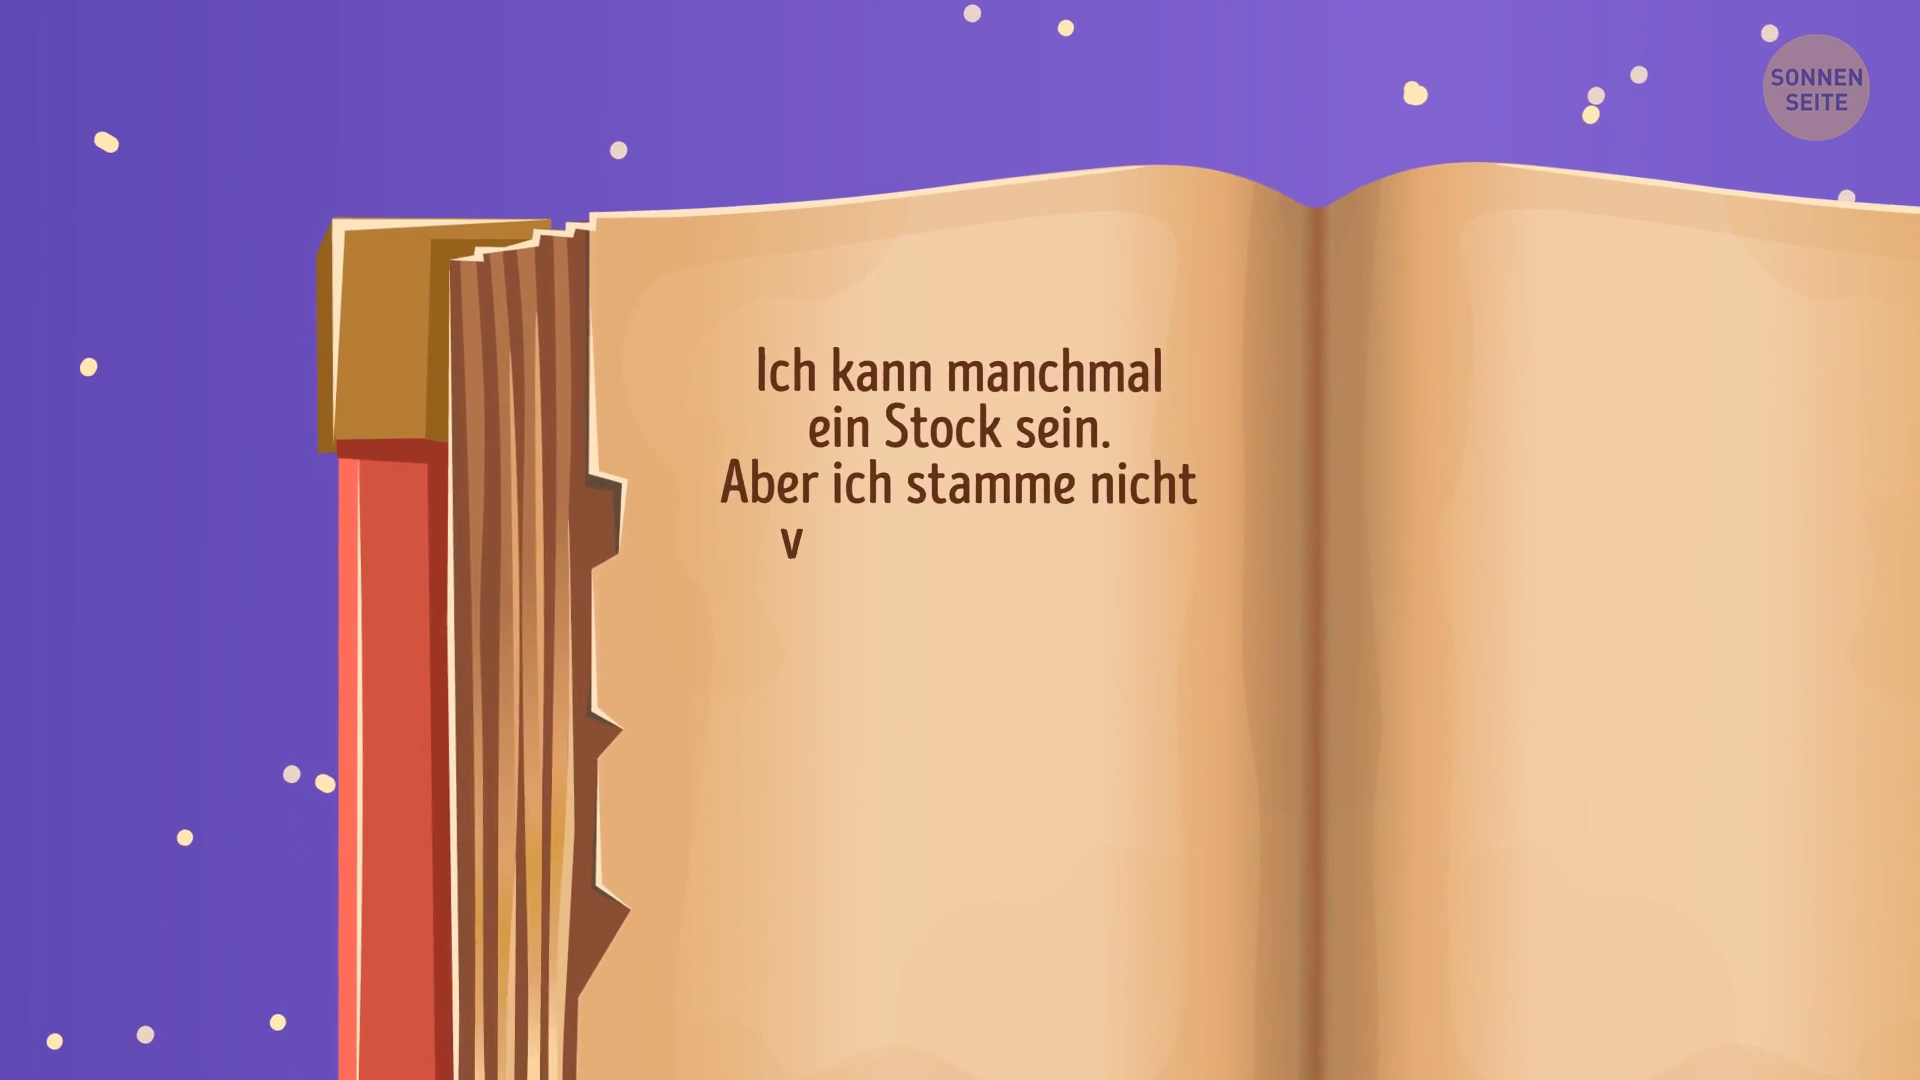 SONNEN
SEITE
Ich kann manchmal
ein Stock sein.
Aber ich stamme nicht
v